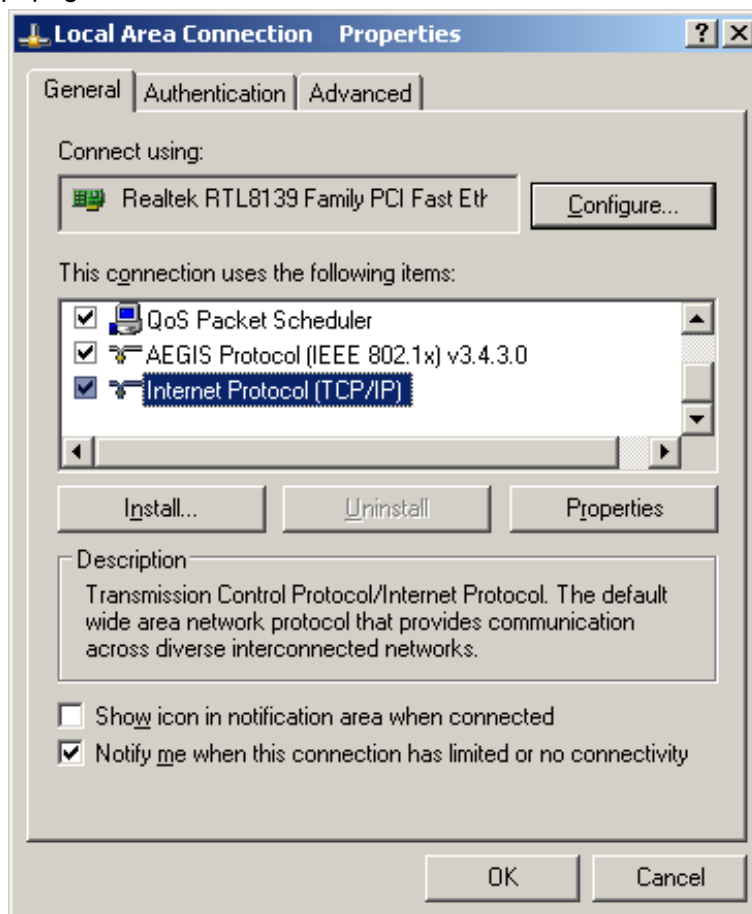 Local Area Connection Properties
General Authentication Advanced
Connect using:
Realtek RTL8139 Family PCI Fast Eth
Configure...
This connection uses the following items:
QoS Packet Scheduler
AEGIS Protocol (IEEE 802.1x) v3.4.3.0
Internet Protocol (TCP/IP)
Install... Uninstall Properties
Description
Transmission Control Protocol/Internet Protocol. The default
wide area network protocol that provides communication
across diverse interconnected networks.
Show icon in notification area when connected
Notify me when this connection has limited or no connectivity
OK Cancel